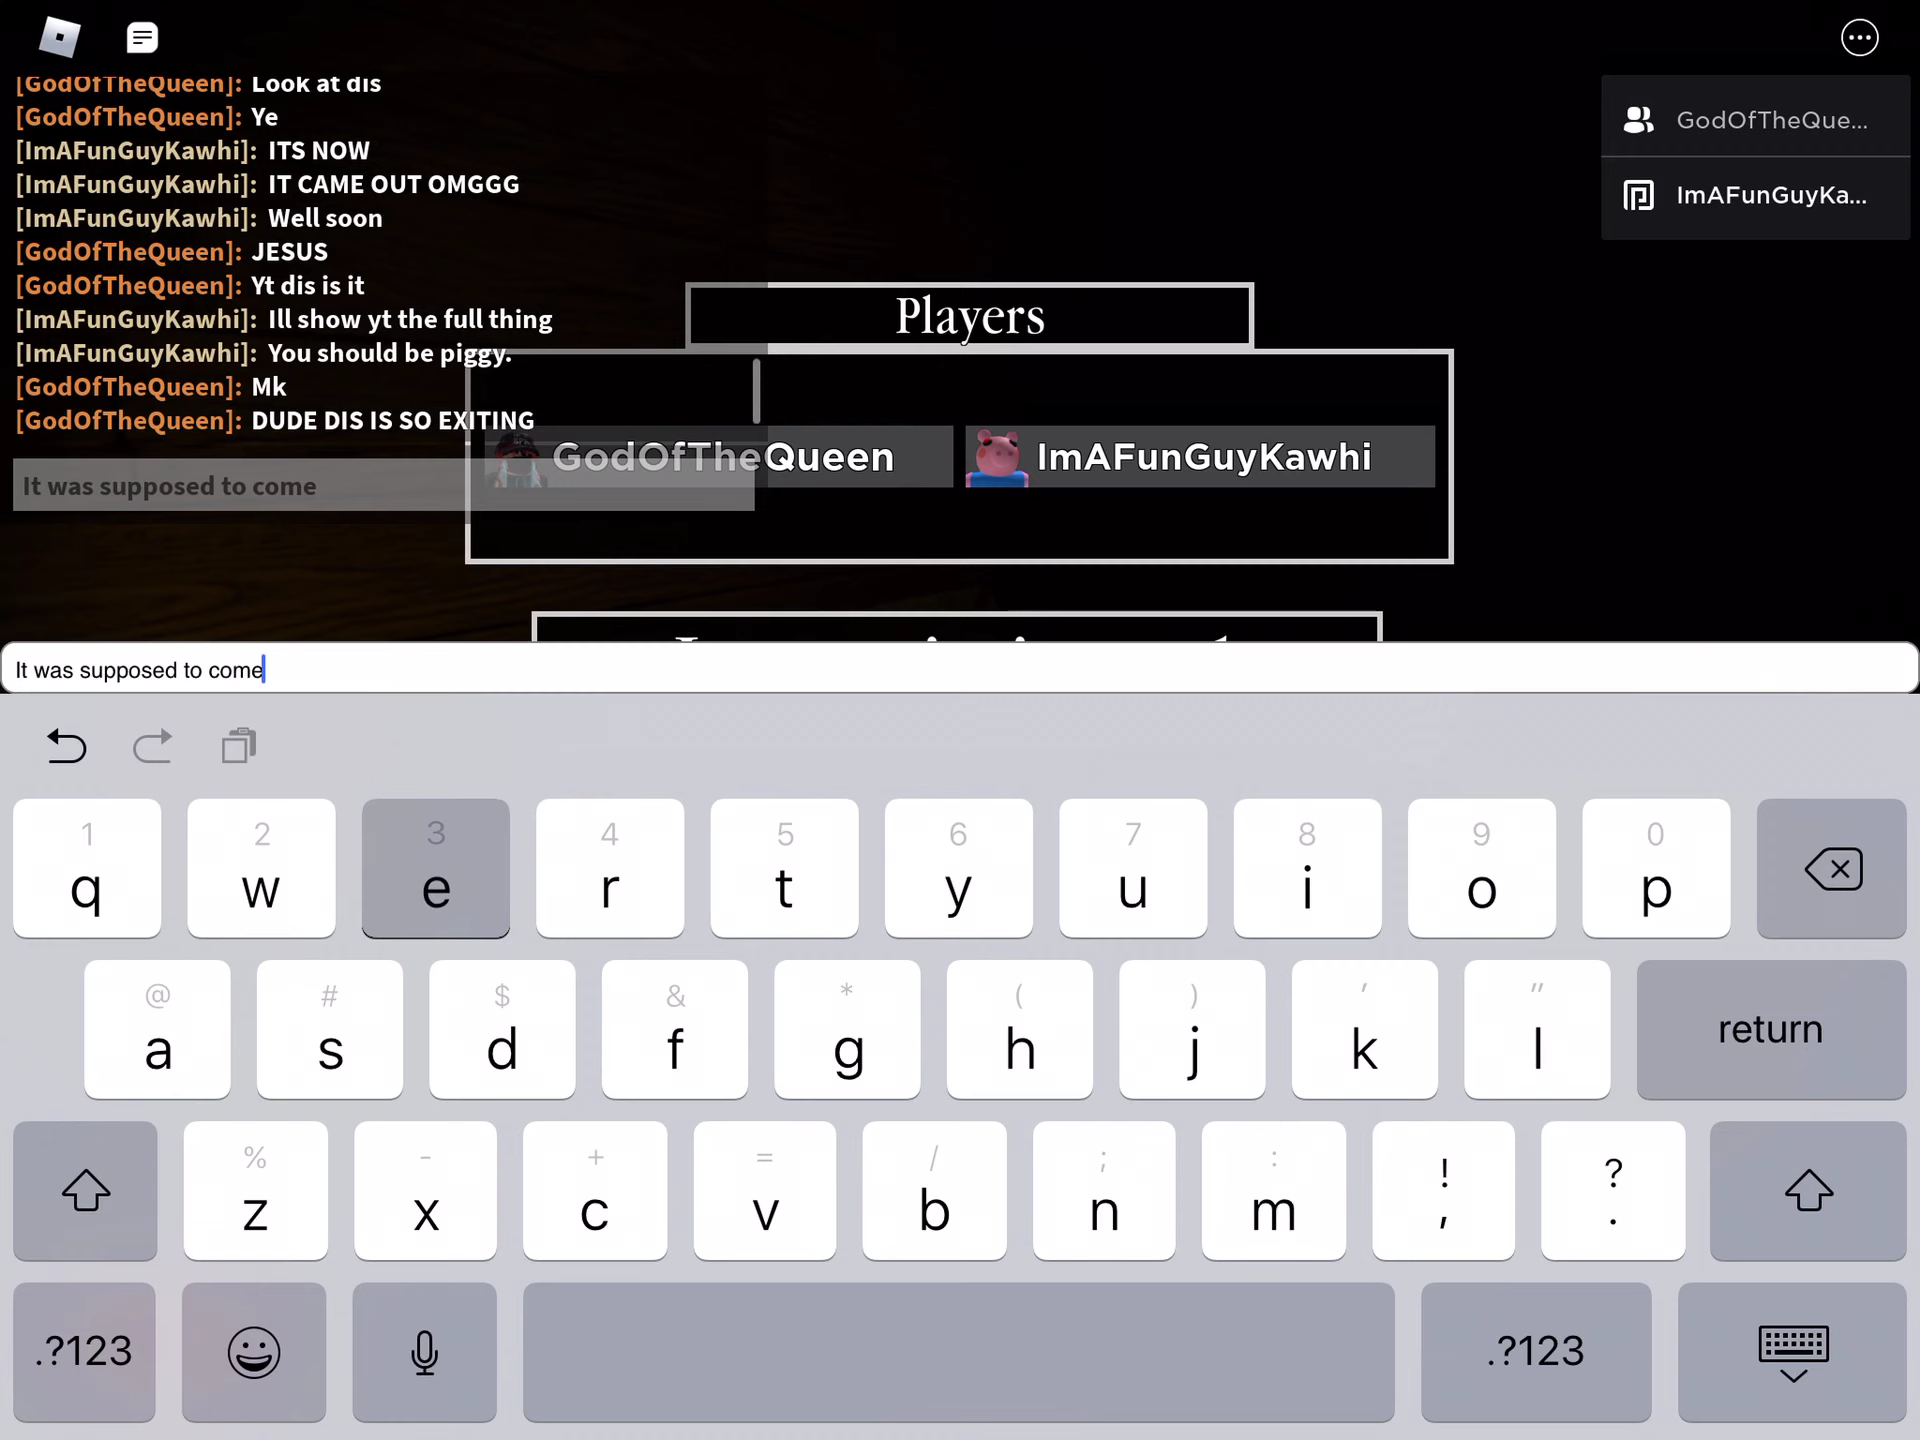 [GodOfTheQueen]: Look at dis
[GodOfTheQueen]: Ye
[ImAFunGuyKawhi]: ITS NOW
[ImAFunGuyKawhi]: IT CAME OUT OMGGG
[ImAFunGuyKawhi]: Well soon
[GodOfTheQueen]: JESUS
[GodOfTheQueen]: Yt dis is it
[ImAFunGuyKawhi]: Ill show yt the full thing
[ImAFunGuyKawhi]: You should be piggy.
[GodOfTheQueen]: Mk
[GodOfTheQueen]: DUDE DIS IS SO EXITING
It was supposed to come
GodOfTheQue...
ImAFunGuyKa...
Players
GodOfTheQueen
ImAFunGuyKawhi
It was supposed to come
1 2 3 4 5 6 7 8 9 0
q w e r t y u i o p
@ # $ & * ( ) ' "
a s d f g h j k l return
% - + = / ; : ! ?
z x c v b n m , .
.?123 .?123